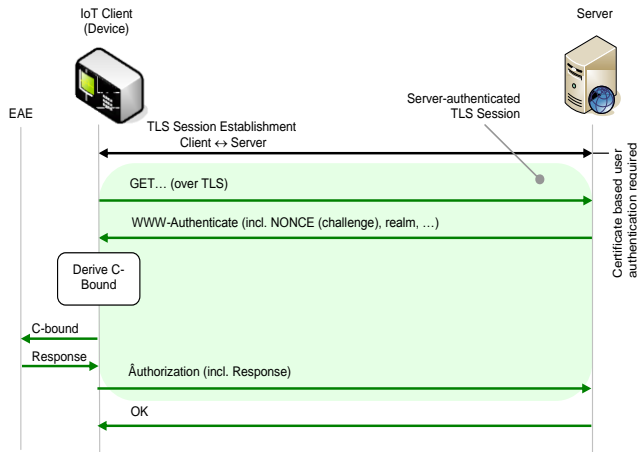 IoT Client
(Device)
Server
EAE
Server-authenticated
TLS Session
TLS Session Establishment
Client ↔ Server
Certificate based user
authentication required
GET… (over TLS)
WWW-Authenticate (incl. NONCE (challenge), realm, …)
Derive C-
Bound
C-bound
Response
Âuthorization (incl. Response)
OK